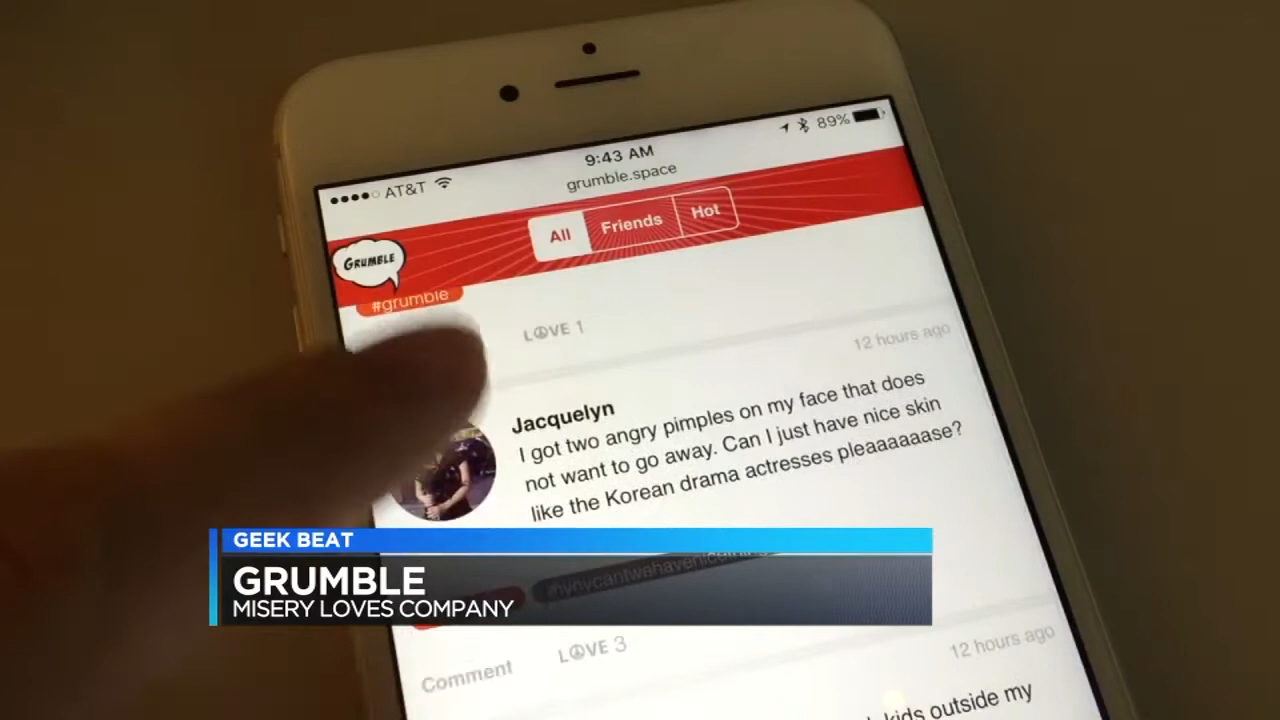 AT&T
9:43 AM
89%
grumble.space
GRUMBLE
All
Friends
Hot
#grumble
LOVE 1
12 hours ago
Jacquelyn
I got two angry pimples on my face that does
not want to go away. Can I just have nice skin
like the Korean drama actresses pleaaaaaase?
GEEK BEAT
GRUMBLE
MISERY LOVES COMPANY
Comment
LOVE 3
12 hours ago
kids outside my